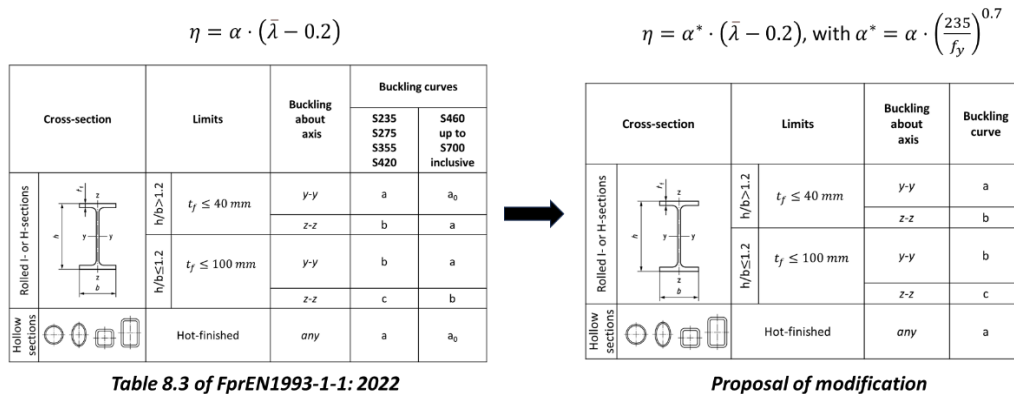 η = α · (λ̄ − 0.2)
Cross-section
Limits
Buckling
about
axis
Buckling curves
S235
S275
S355
S420
S460
up to
S700
inclusive
Rolled I- or H-sections
t_f
z
h
y
y
z
b
h/b>1.2
t_f ≤ 40 mm
y-y
a
a₀
z-z
b
a
h/b≤1.2
t_f ≤ 100 mm
y-y
b
a
z-z
c
b
Hollow
sections
Hot-finished
any
a
a₀
Table 8.3 of FprEN1993-1-1: 2022
η = α* · (λ̄ − 0.2), with α* = α · (235/f_y)^0.7
Cross-section
Limits
Buckling
about
axis
Buckling
curve
Rolled I- or H-sections
t_f
z
h
y
y
z
b
h/b>1.2
t_f ≤ 40 mm
y-y
a
z-z
b
h/b≤1.2
t_f ≤ 100 mm
y-y
b
z-z
c
Hollow
sections
Hot-finished
any
a
Proposal of modification